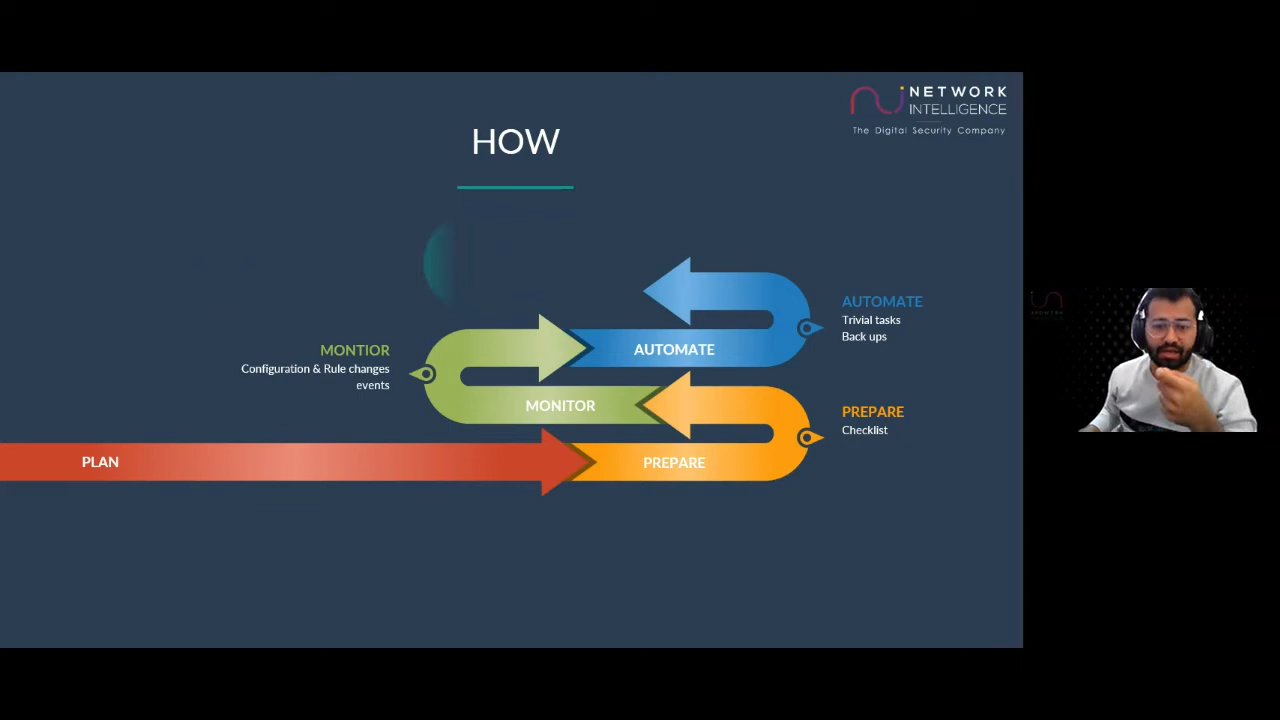 NETWORK
INTELLIGENCE
The Digital Security Company
HOW
AUTOMATE
Trivial tasks
Back ups
MONTIOR
Configuration & Rule changes
events
AUTOMATE
MONITOR
PREPARE
Checklist
PLAN
PREPARE